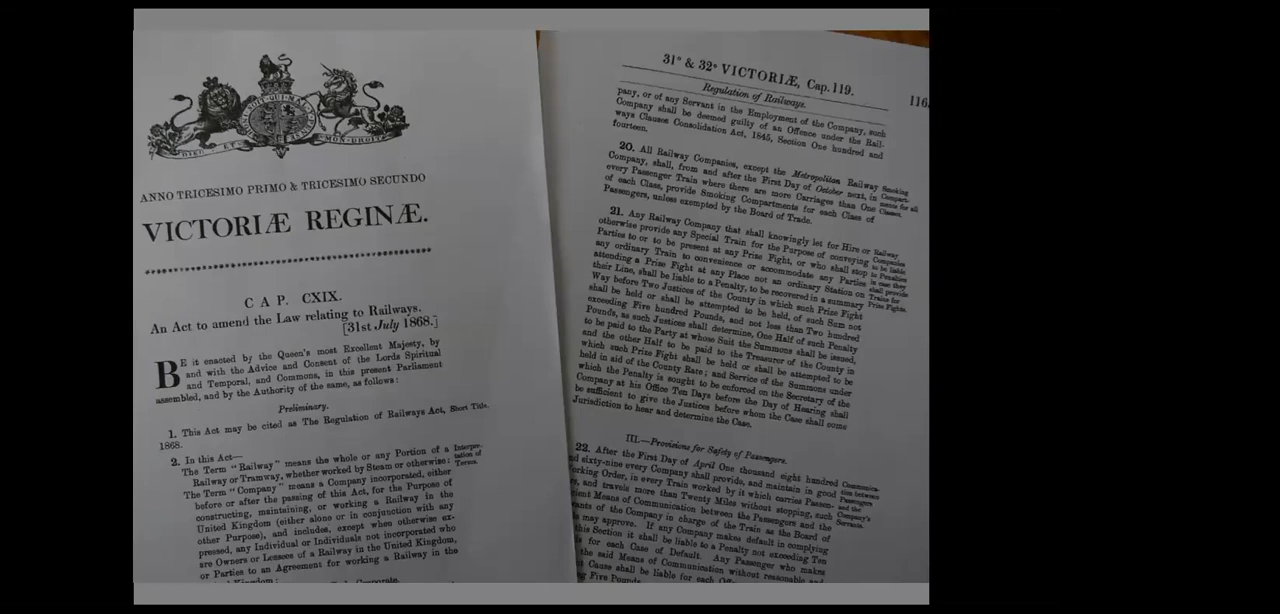 DIEU ET MON DROIT
ANNO TRICESIMO PRIMO & TRICESIMO SECUNDO
VICTORIÆ REGINÆ.
CAP. CXIX.
An Act to amend the Law relating to Railways.
[31st July 1868.]
BE it enacted by the Queen's most Excellent Majesty, by
and with the Advice and Consent of the Lords Spiritual
and Temporal, and Commons, in this present Parliament
assembled, and by the Authority of the same, as follows:
Preliminary.
1. This Act may be cited as The Regulation of Railways Act, Short Title.
1868.
2. In this Act—
The Term "Railway" means the whole or any Portion of a
Railway or Tramway, whether worked by Steam or otherwise:
Interpre-
tation of
Terms.
The Term "Company" means a Company incorporated, either
before or after the passing of this Act, for the Purpose of
constructing, maintaining, or working a Railway in the
United Kingdom (either alone or in conjunction with any
other Purpose), and includes, except when otherwise ex-
pressed, any Individual or Individuals not incorporated who
are Owners or Lessees of a Railway in the United Kingdom,
or Parties to an Agreement for working a Railway in the
Kingdom:
31° & 32° VICTORIÆ, Cap. 119.
Regulation of Railways.
116
pany, or of any Servant in the Employment of the Company, such
Company shall be deemed guilty of an Offence under the Rail-
ways Clauses Consolidation Act, 1845, Section One hundred and
fourteen.
20. All Railway Companies, except the Metropolitan Railway
Company, shall, from and after the First Day of October next, in
every Passenger Train where there are more Carriages than One
of each Class, provide Smoking Compartments for each Class of
Passengers, unless exempted by the Board of Trade.
Smoking
Compart-
ments for all
Classes.
21. Any Railway Company that shall knowingly let for Hire or
otherwise provide any Special Train for the Purpose of conveying
Parties to or to be present at any Prize Fight, or who shall stop
any ordinary Train to convenience or accommodate any Parties
attending a Prize Fight at any Place not an ordinary Station on
their Line, shall be liable to a Penalty, to be recovered in a summary
Way before Two Justices of the County in which such Prize Fight
shall be held or shall be attempted to be held, of such Sum not
exceeding Five hundred Pounds, and not less than Two hundred
Pounds, as such Justices shall determine, One Half of such Penalty
to be paid to the Party at whose Suit the Summons shall be issued,
and the other Half to be paid to the Treasurer of the County in
which such Prize Fight shall be held or shall be attempted to be
held in aid of the County Rate; and Service of the Summons under
which the Penalty is sought to be enforced on the Secretary of the
Company at his Office Ten Days before the Day of Hearing shall
be sufficient to give the Justices before whom the Case shall come
Jurisdiction to hear and determine the Case.
Railway
Companies
to be liable
to Penalties
in case they
shall provide
Trains for
Prize Fights.
III.—Provisions for Safety of Passengers.
22. After the First Day of April One thousand eight hundred
sixty-nine every Company shall provide, and maintain in good
Order, in every Train worked by it which carries Passen-
and travels more than Twenty Miles without stopping, such
Means of Communication between the Passengers and the
of the Company in charge of the Train as the Board of
may approve. If any Company makes default in complying
this Section it shall be liable to a Penalty not exceeding Ten
for each Case of Default. Any Passenger who makes
the said Means of Communication without reasonable and
Cause shall be liable for each
Five Pounds.
Communica-
tion between
Passengers
and the
Company's
Servants.